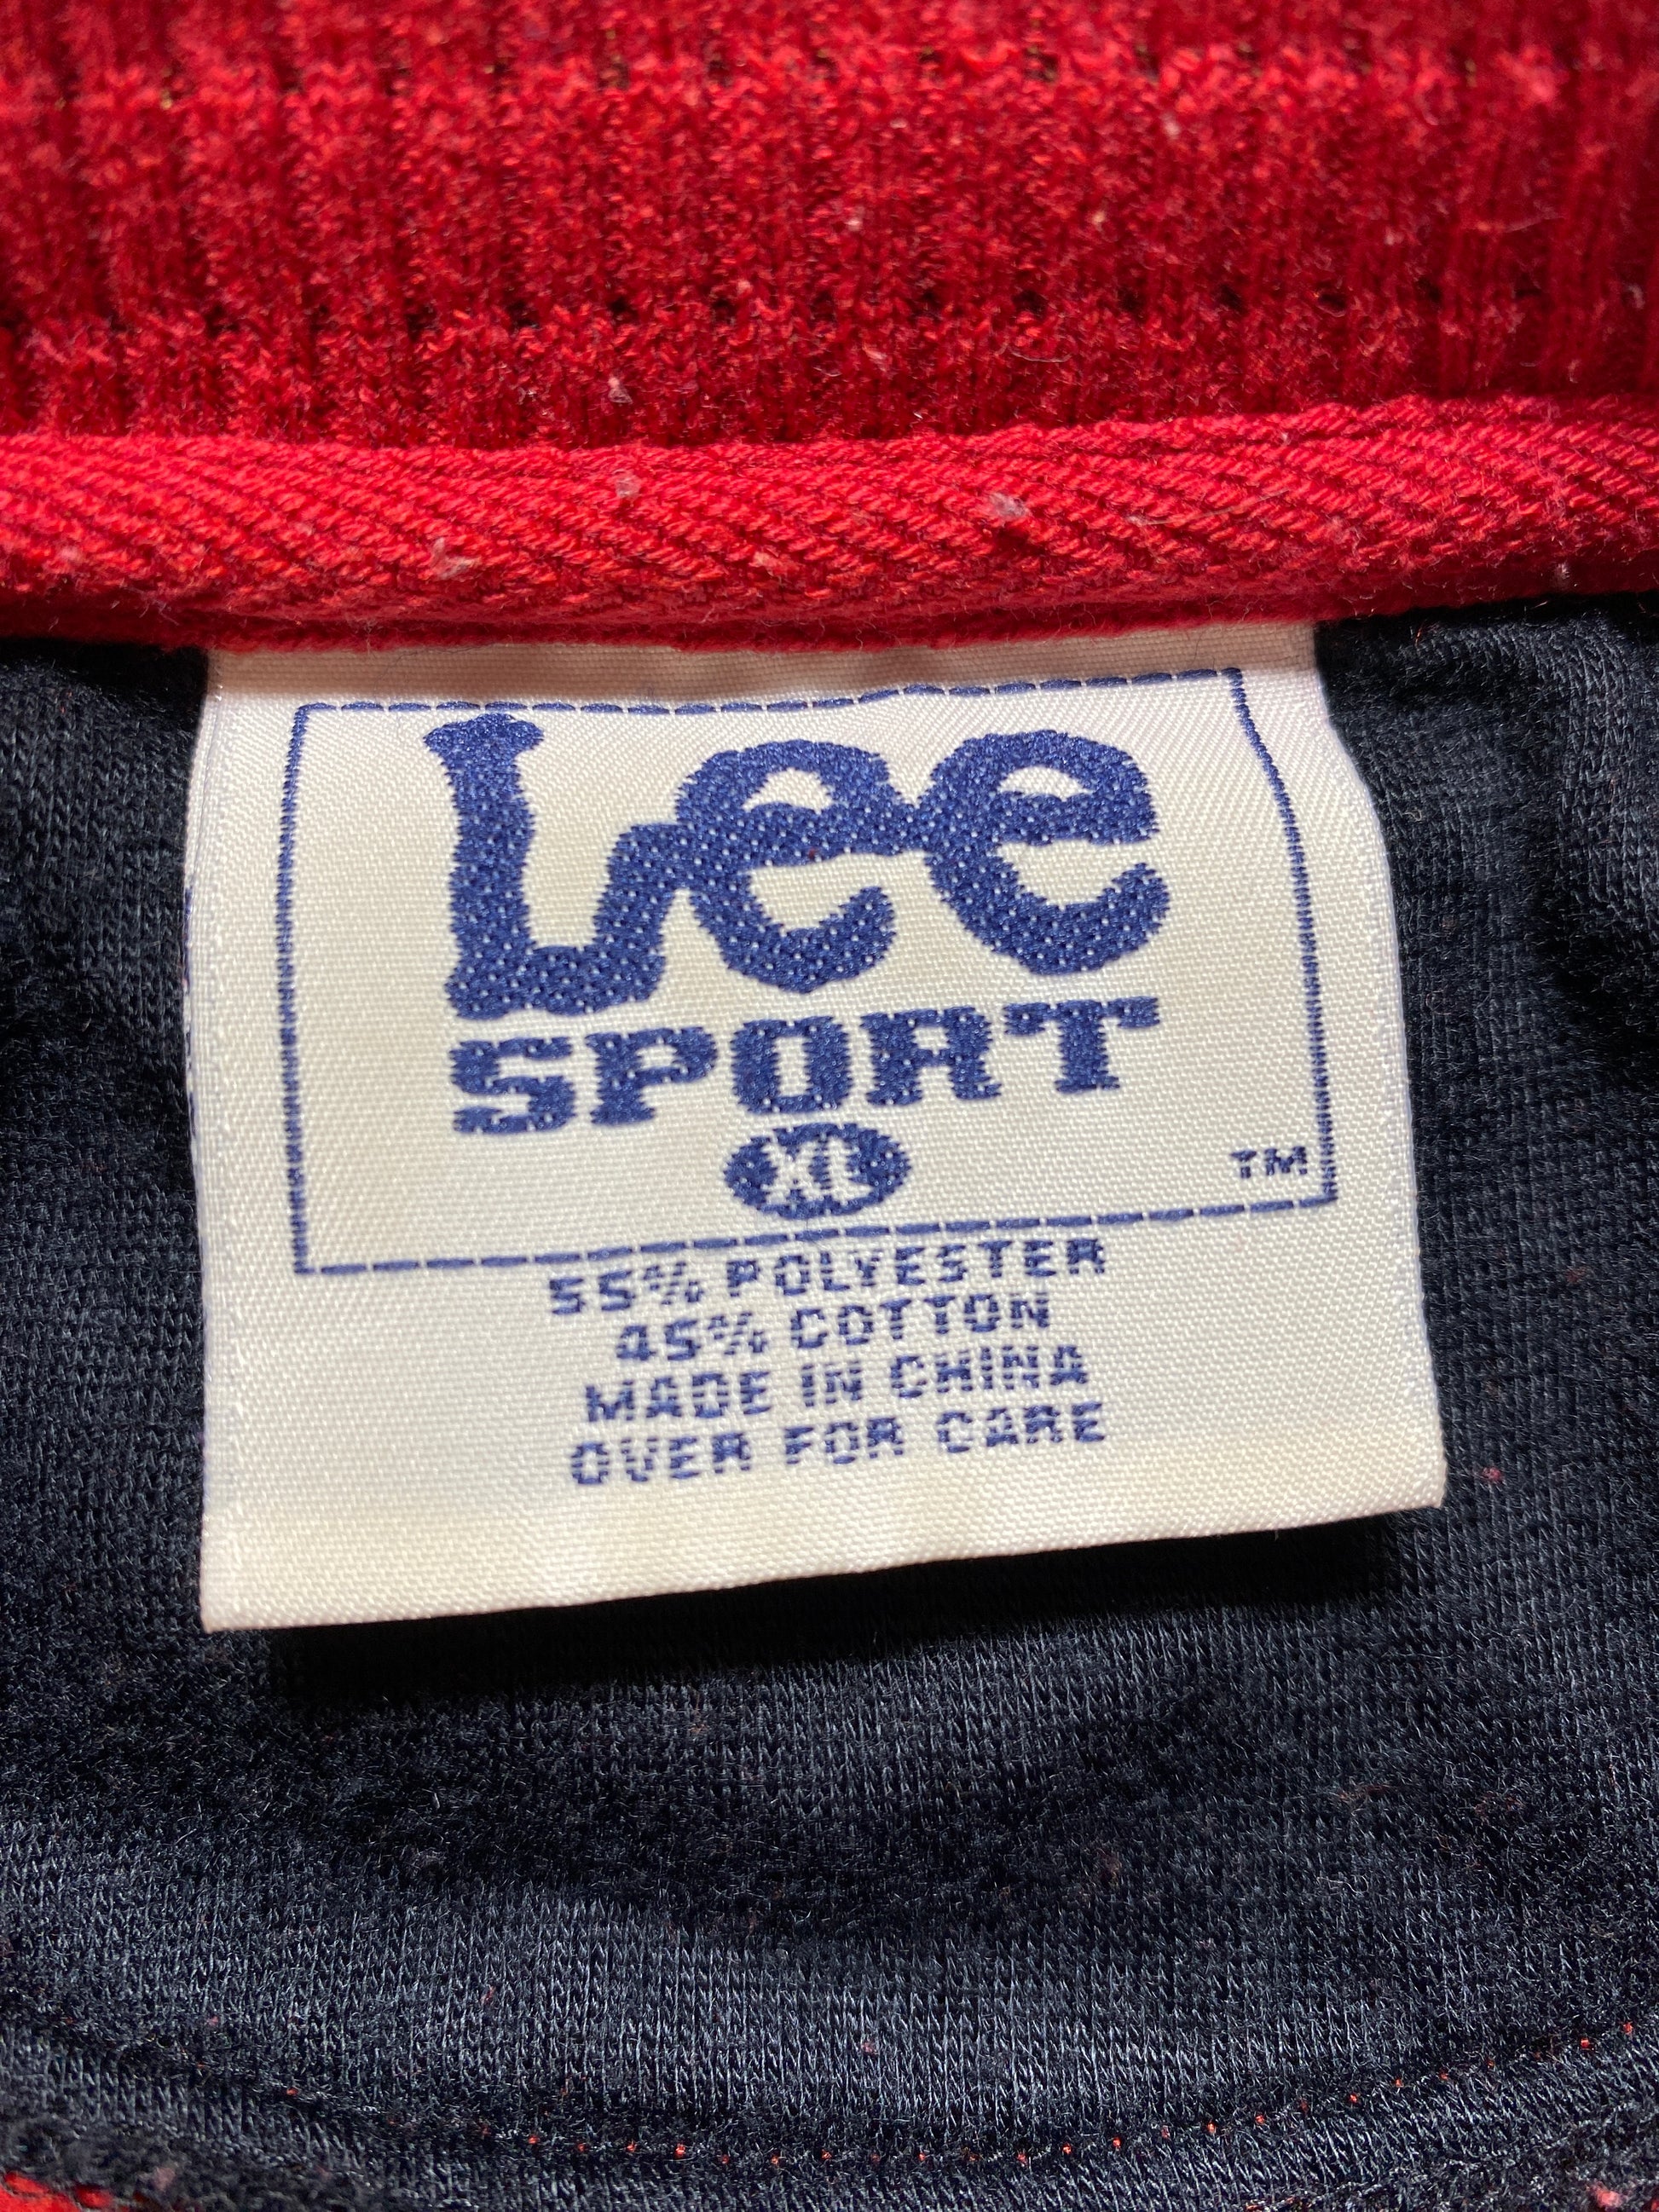 Lee
SPORT
XL
TM
55% POLYESTER
45% COTTON
MADE IN CHINA
OVER FOR CARE